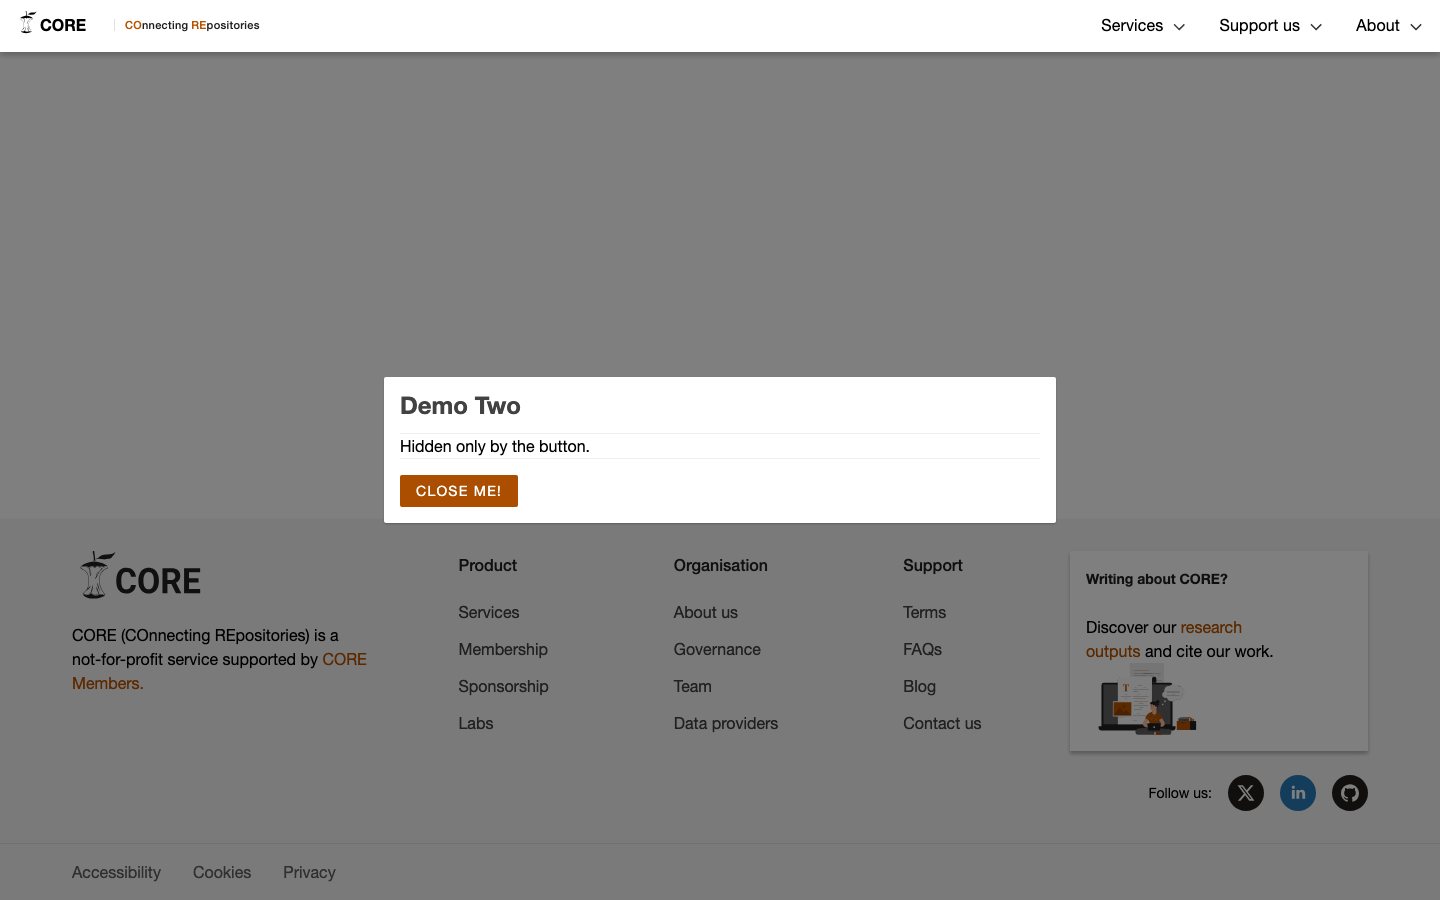 CORE
COnnecting REpositories
Services
Support us
About
Demo Two
Hidden only by the button.
CLOSE ME!
CORE
CORE (COnnecting REpositories) is a
not-for-profit service supported by CORE
Members.
Product
Services
Membership
Sponsorship
Labs
Organisation
About us
Governance
Team
Data providers
Support
Terms
FAQs
Blog
Contact us
Writing about CORE?
Discover our research
outputs and cite our work.
T
Follow us:
X
in
Accessibility
Cookies
Privacy